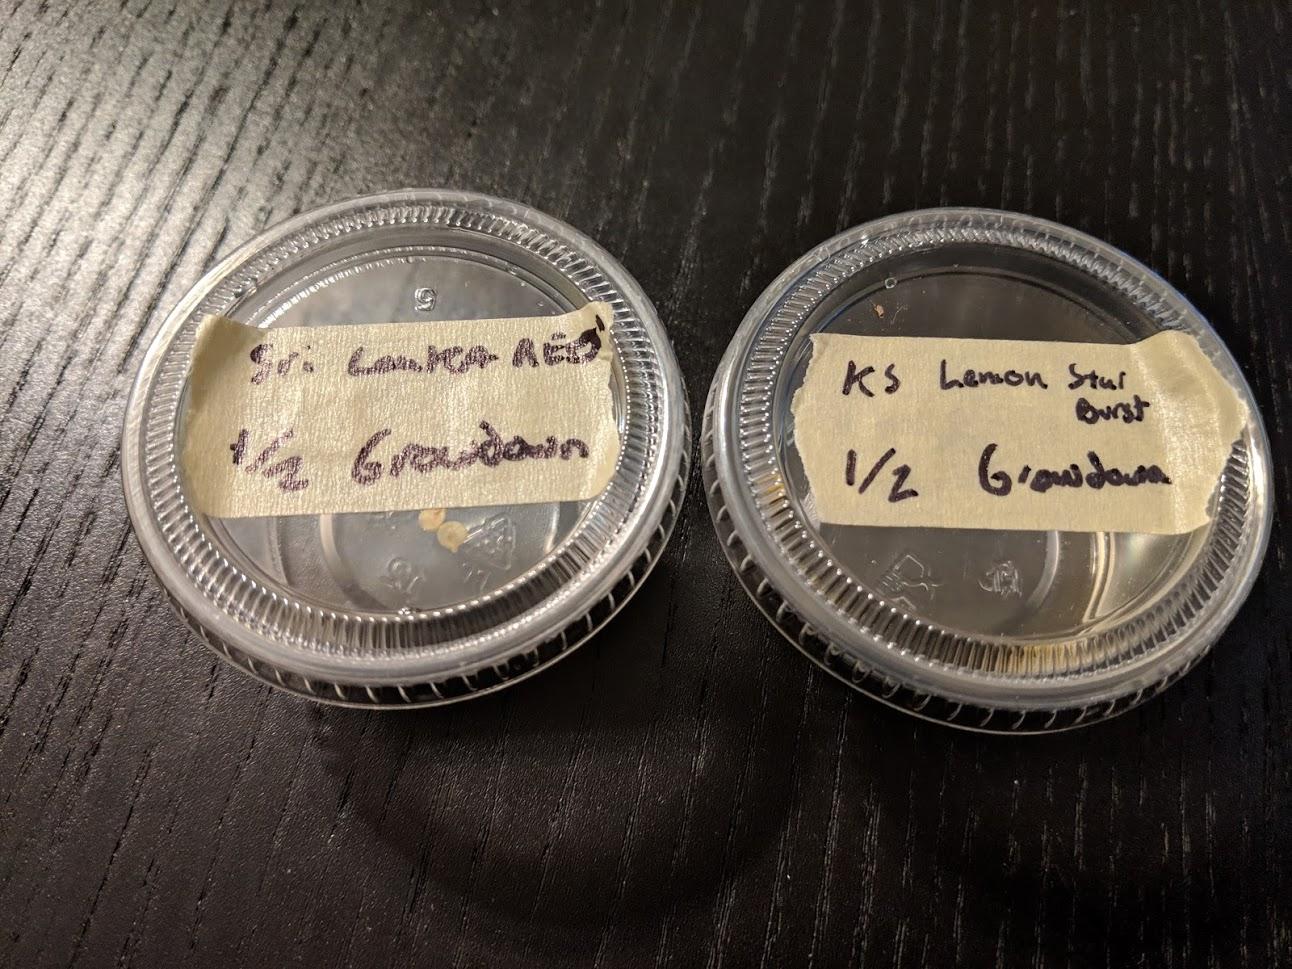 Sri Lanka RED
1/2 Growdown
KS Lemon Star
Burst
1/2 Growdown